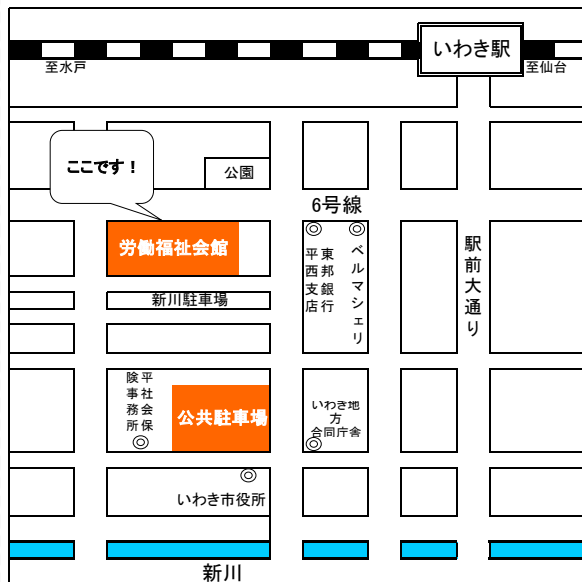 いわき駅
至水戸
至仙台
ここです！
公園
6号線
労働福祉会館
東邦銀行
平西支店
ベルマシェリ
駅前大通り
新川駐車場
平社会保
険事務所
公共駐車場
いわき地
方
合同庁舎
いわき市役所
新川